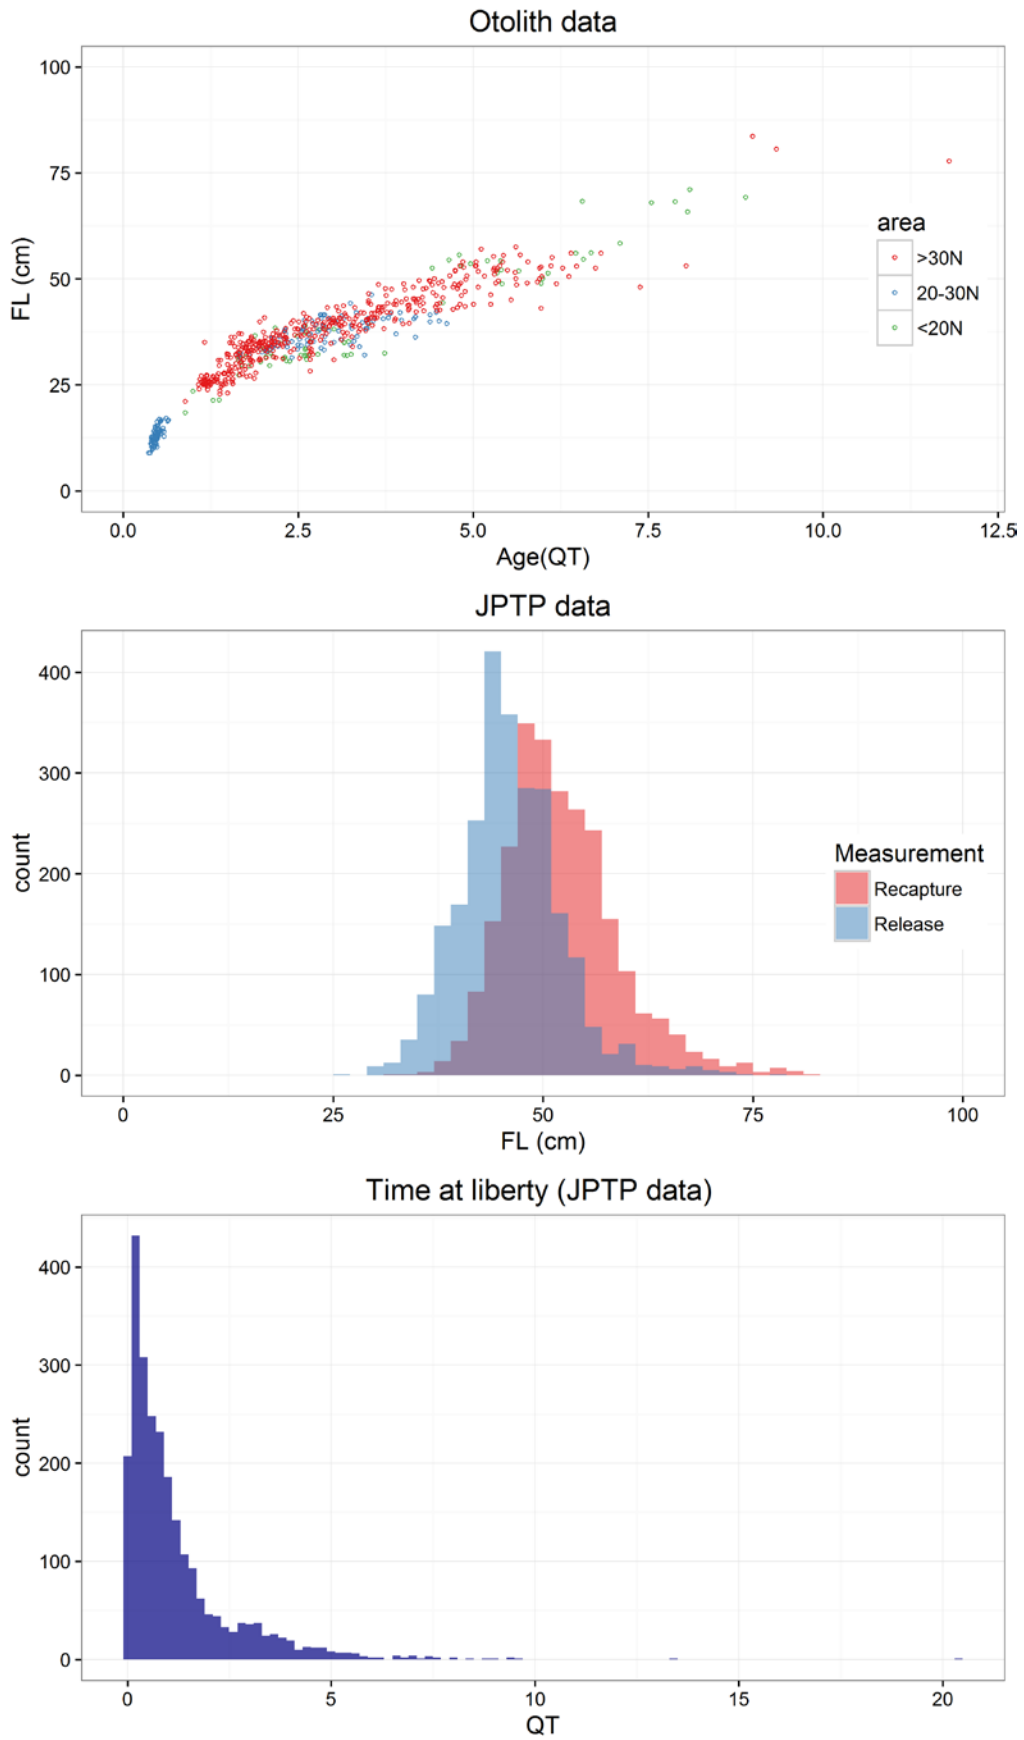 Otolith data
100
75
50
25
0
FL (cm)
area
>30N
20-30N
<20N
0.0 2.5 5.0 7.5 10.0 12.5
Age(QT)
JPTP data
400
300
200
100
0
count
Measurement
Recapture
Release
0 25 50 75 100
FL (cm)
Time at liberty (JPTP data)
400
300
200
100
0
count
0 5 10 15 20
QT